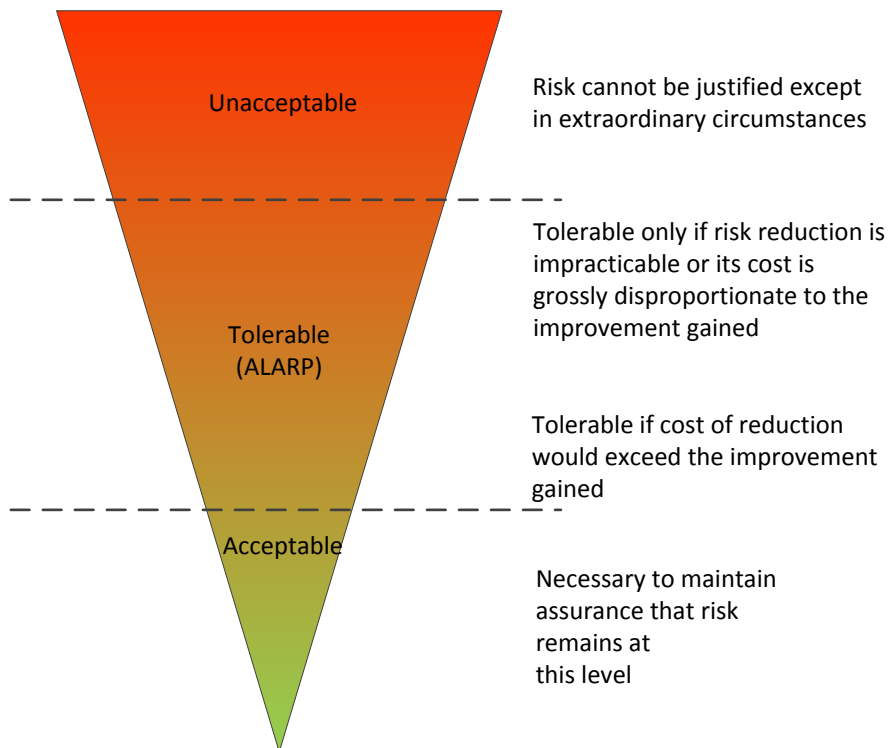 Unacceptable
Risk cannot be justified except
in extraordinary circumstances
Tolerable only if risk reduction is
impracticable or its cost is
grossly disproportionate to the
improvement gained
Tolerable
(ALARP)
Tolerable if cost of reduction
would exceed the improvement
gained
Acceptable
Necessary to maintain
assurance that risk
remains at
this level